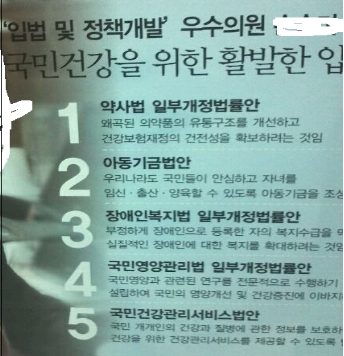 '입법 및 정책개발' 우수의원
국민건강을 위한 활발한 입
1 약사법 일부개정법률안
왜곡된 의약품의 유통구조를 개선하고
건강보험재정의 건전성을 확보하려는 것임
2 아동기금법안
우리나라도 국민들이 안심하고 자녀를
임신·출산·양육할 수 있도록 아동기금을 조성
3 장애인복지법 일부개정법률안
부정하게 장애인으로 등록한 자의 복지수급을 막
실질적인 장애인에 대한 복지를 확대하려는 것임
4 국민영양관리법 일부개정법률안
국민영양과 관련된 연구를 전문적으로 수행하기
설립하여 국민의 영양개선 및 건강증진에 이바지
5 국민건강관리서비스법안
국민 개개인의 건강과 질병에 관한 정보를 보호하
건강을 위한 건강관리서비스를 제공할 수 있도록